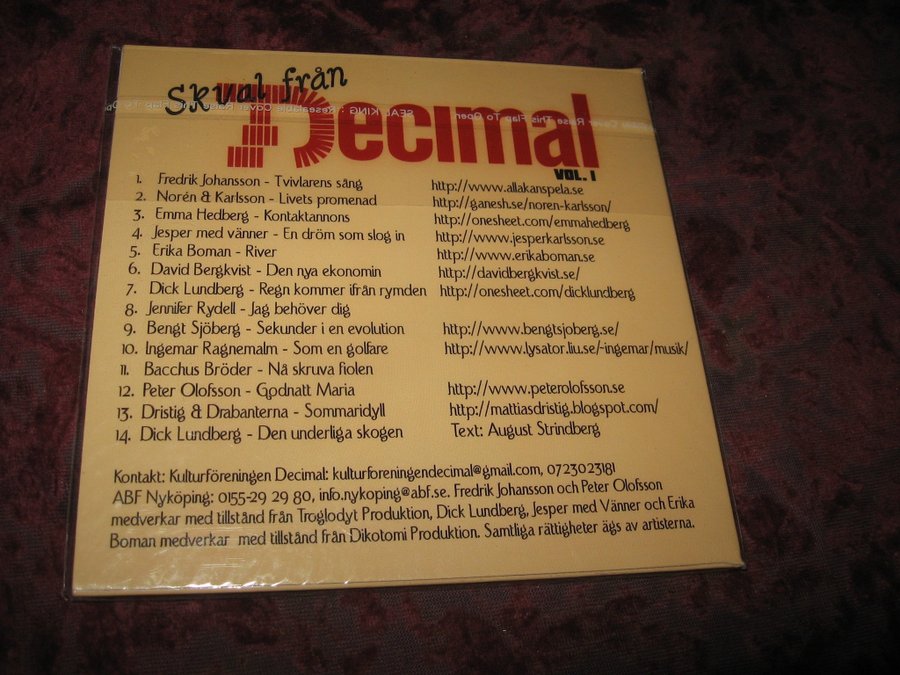 Skval från
Decimal
VOL. 1
1. Fredrik Johansson - Tvivlarens sång http://www.allakanspela.se
2. Norén & Karlsson - Livets promenad http://ganesh.se/noren-karlsson/
3. Emma Hedberg - Kontaktannons http://onesheet.com/emmahedberg
4. Jesper med vänner - En dröm som slog in http://www.jesperkarlsson.se
5. Erika Boman - River http://www.erikaboman.se
6. David Bergkvist - Den nya ekonomin http://davidbergkvist.se/
7. Dick Lundberg - Regn kommer ifrån rymden http://onesheet.com/dicklundberg
8. Jennifer Rydell - Jag behöver dig
9. Bengt Sjöberg - Sekunder i en evolution http://www.bengtsjoberg.se/
10. Ingemar Ragnemalm - Som en golfare http://www.lysator.liu.se/~ingemar/musik/
11. Bacchus Bröder - Nå skruva fiolen
12. Peter Olofsson - Godnatt Maria http://www.peterolofsson.se
13. Dristig & Drabanterna - Sommaridyll http://mattiasdristig.blogspot.com/
14. Dick Lundberg - Den underliga skogen Text: August Strindberg
Kontakt: Kulturföreningen Decimal: kulturforeningendecimal@gmail.com, 0723023181
ABF Nyköping: 0155-29 29 80, info.nykoping@abf.se. Fredrik Johansson och Peter Olofsson
medverkar med tillstånd från Troglodyt Produktion, Dick Lundberg, Jesper med Vänner och Erika
Boman medverkar med tillstånd från Dikotomi Produktion. Samtliga rättigheter ägs av artisterna.